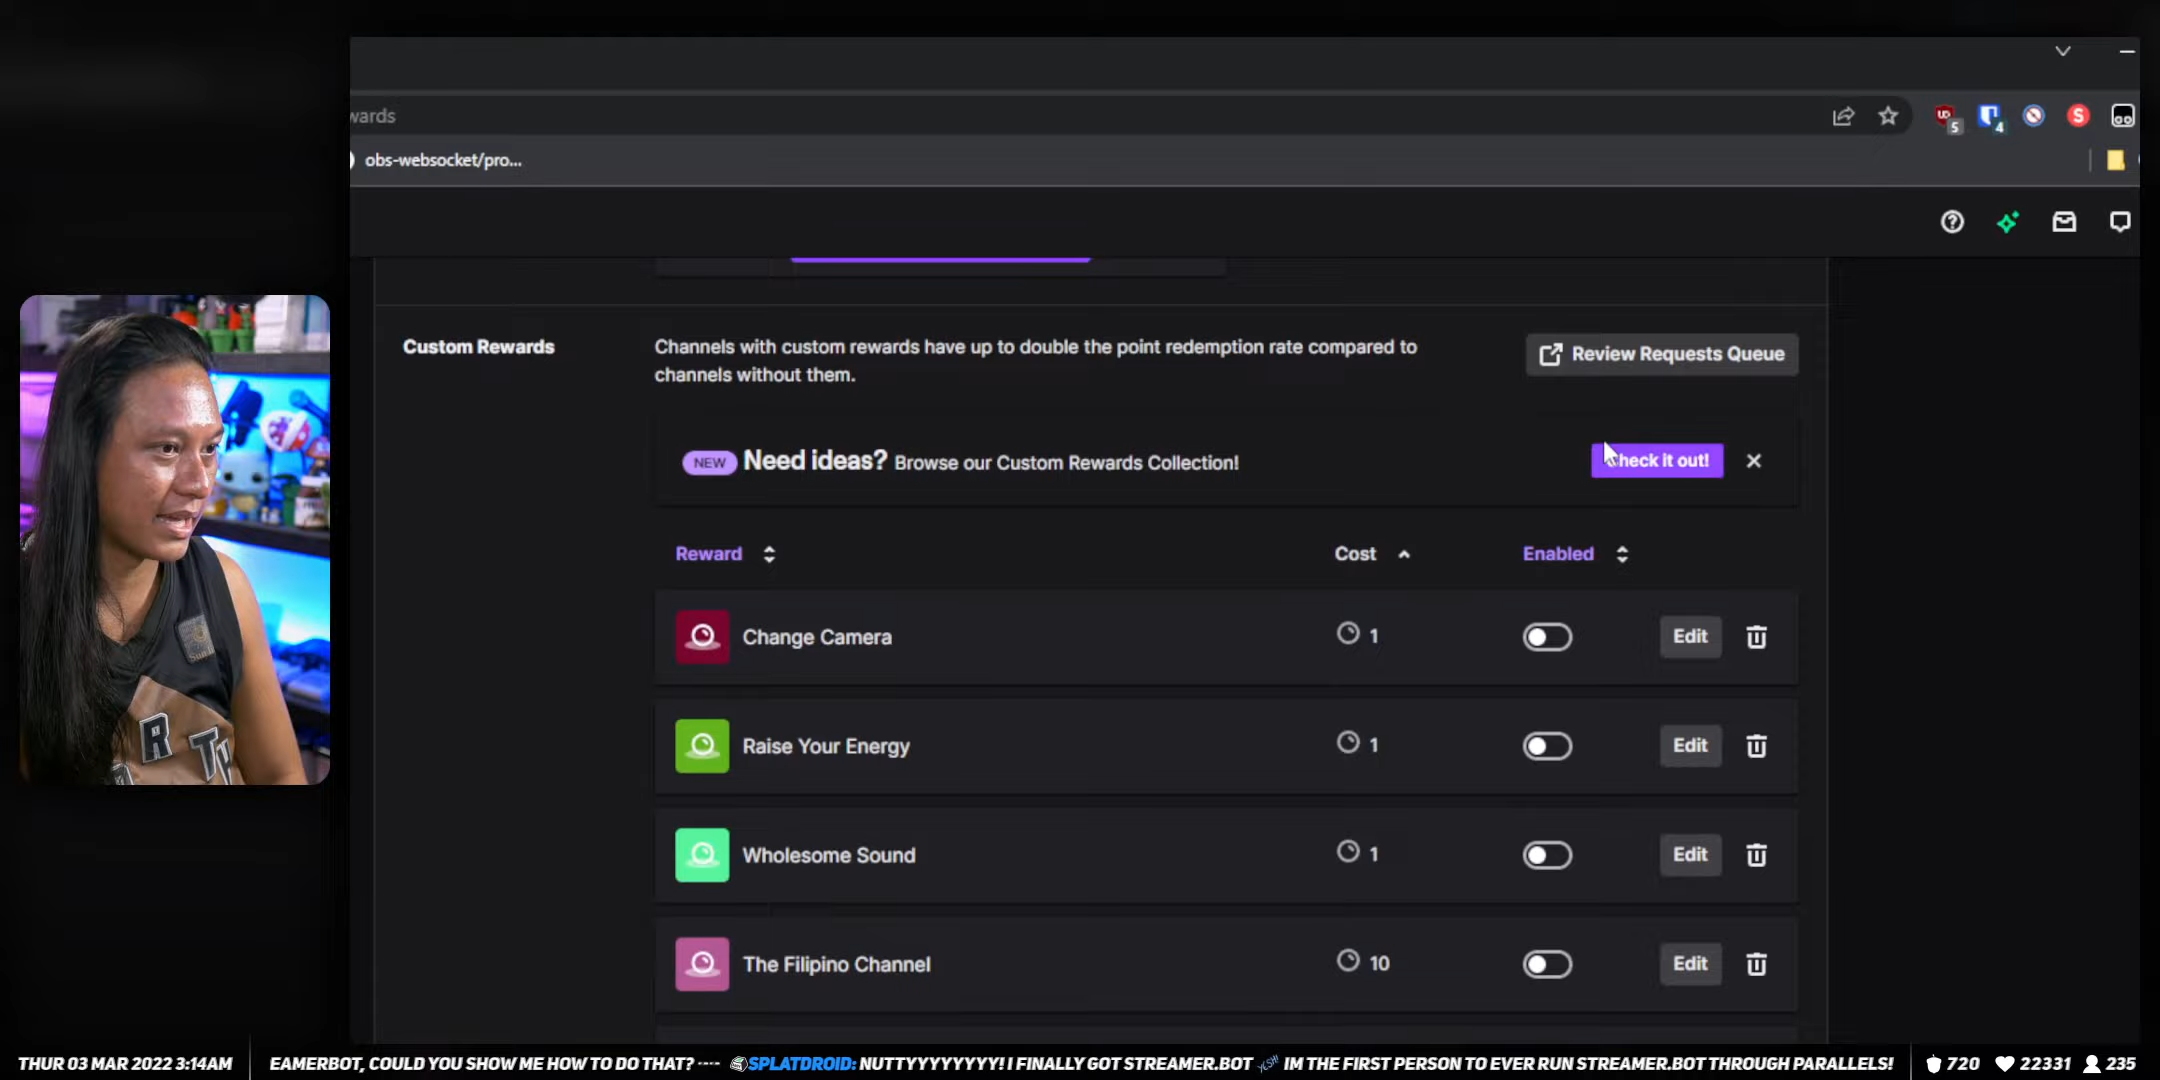 wards
5
4
S
obs-websocket/pro...
Custom Rewards
Channels with custom rewards have up to double the point redemption rate compared to
channels without them.
Review Requests Queue
NEW Need ideas? Browse our Custom Rewards Collection!
heck it out!
Reward
Cost
Enabled
Change Camera
1
Edit
Raise Your Energy
1
Edit
Wholesome Sound
1
Edit
The Filipino Channel
10
Edit
THUR 03 MAR 2022 3:14AM
EAMERBOT, COULD YOU SHOW ME HOW TO DO THAT? ---- SPLATDROID: NUTTYYYYYYYY! I FINALLY GOT STREAMER.BOT YESH! IM THE FIRST PERSON TO EVER RUN STREAMER.BOT THROUGH PARALLELS!
720
22331
235